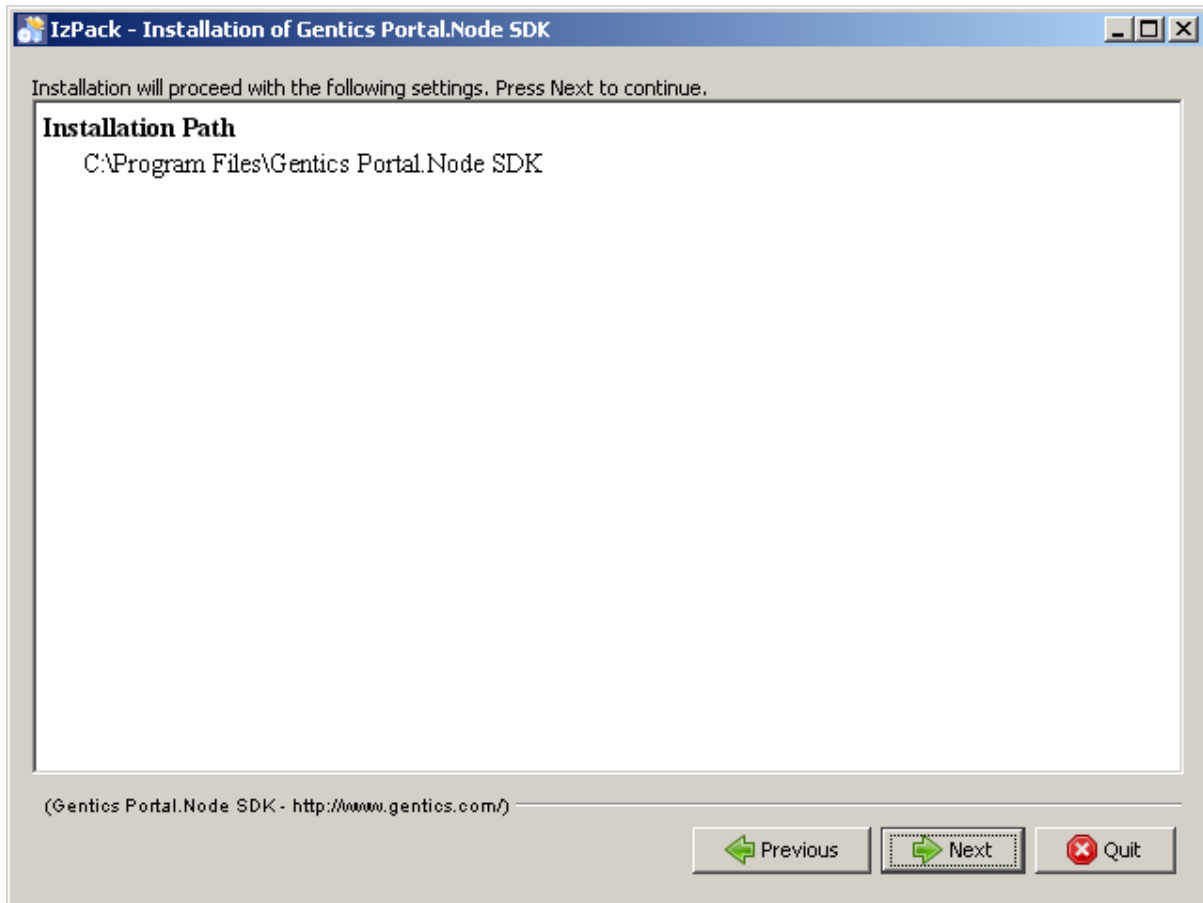 IzPack - Installation of Gentics Portal.Node SDK
Installation will proceed with the following settings. Press Next to continue.
Installation Path
C:\Program Files\Gentics Portal.Node SDK
(Gentics Portal.Node SDK - http://www.gentics.com/)
Previous
Next
Quit